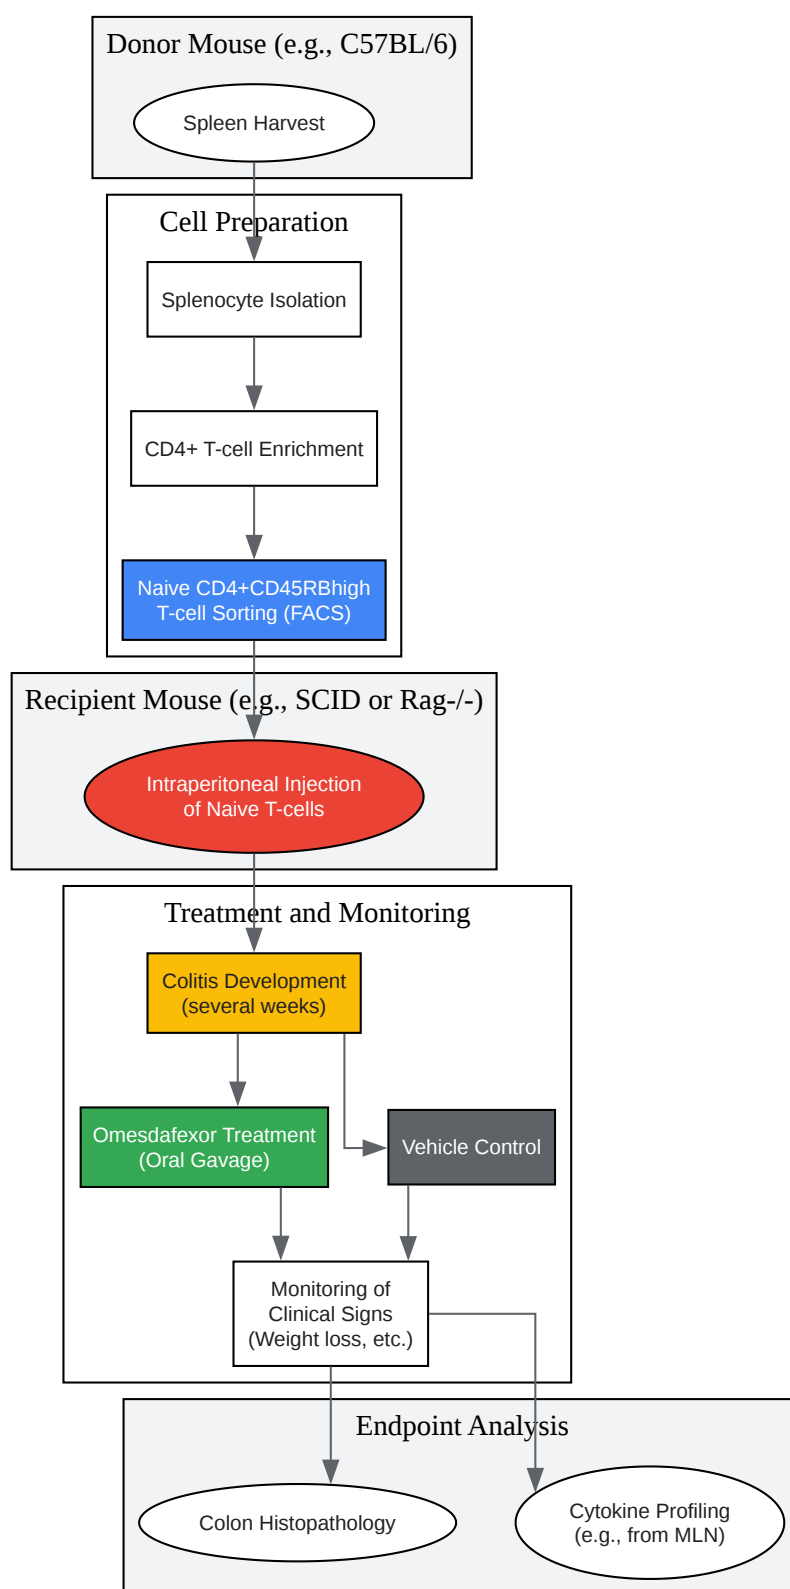 Donor Mouse (e.g., C57BL/6)
Spleen Harvest
Cell Preparation
Splenocyte Isolation
CD4+ T-cell Enrichment
Naive CD4+CD45RBhigh
T-cell Sorting (FACS)
Recipient Mouse (e.g., SCID or Rag-/-)
Intraperitoneal Injection
of Naive T-cells
Treatment and Monitoring
Colitis Development
(several weeks)
Omesdafexor Treatment
(Oral Gavage)
Vehicle Control
Monitoring of
Clinical Signs
(Weight loss, etc.)
Endpoint Analysis
Colon Histopathology
Cytokine Profiling
(e.g., from MLN)